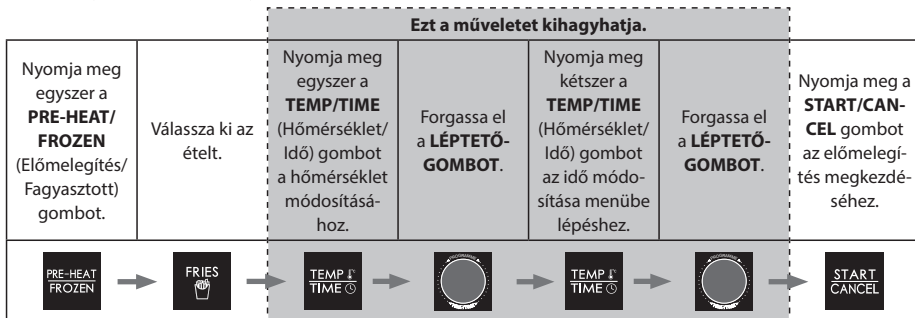 Ezt a műveletet kihagyhatja.
Nyomja meg
egyszer a
PRE-HEAT/
FROZEN
(Előmelegítés/
Fagyasztott)
gombot.
Válassza ki az
ételt.
Nyomja meg
egyszer a
TEMP/TIME
(Hőmérséklet/
Idő) gombot
a hőmérséklet
módosításá-
hoz.
Forgassa el
a LÉPTETŐ-
GOMBOT.
Nyomja meg
kétszer a
TEMP/TIME
(Hőmérséklet/
Idő) gombot
az idő módo-
sítása menübe
lépéshez.
Forgassa el
a LÉPTETŐ-
GOMBOT.
Nyomja meg a
START/CAN-
CEL gombot
az előmelegí-
tés megkezdé-
séhez.
PRE-HEAT
FROZEN
FRIES
TEMP
TIME
TEMP
TIME
START
CANCEL